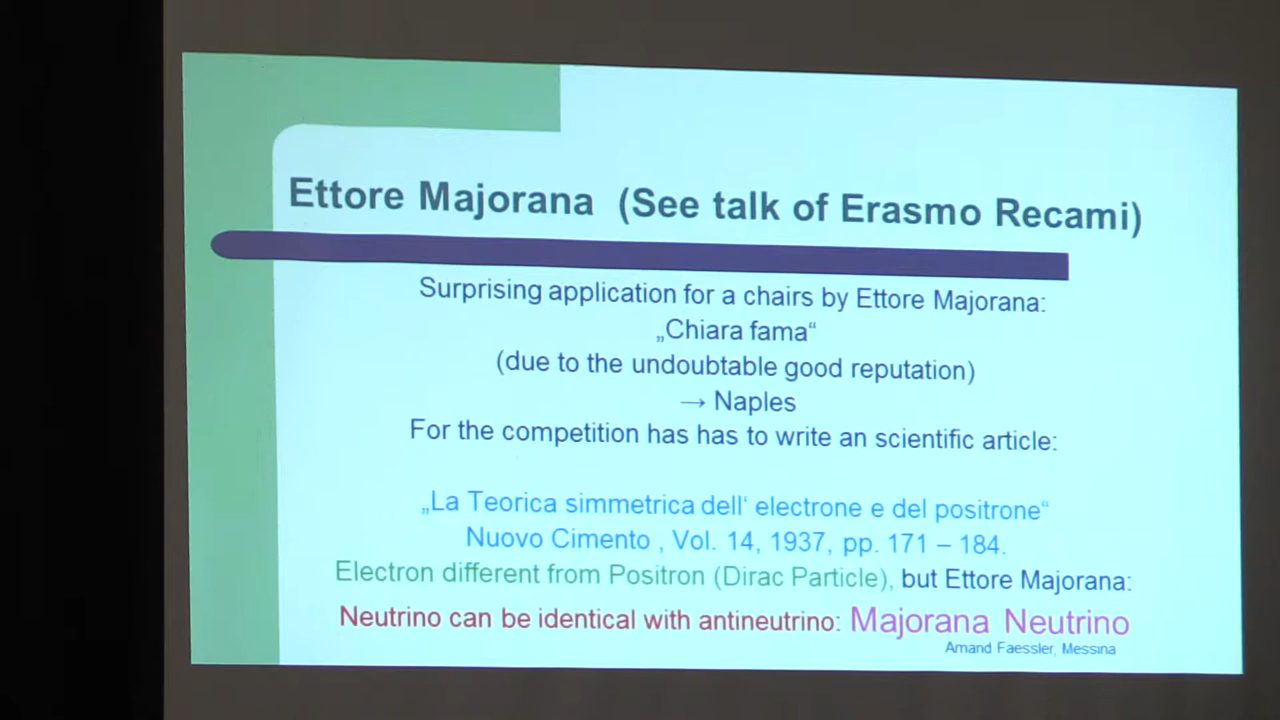 Ettore Majorana (See talk of Erasmo Recami)
Surprising application for a chairs by Ettore Majorana:
„Chiara fama“
(due to the undoubtable good reputation)
→ Naples
For the competition has has to write an scientific article:
„La Teorica simmetrica dell‘ electrone e del positrone“
Nuovo Cimento , Vol. 14, 1937, pp. 171 – 184.
Electron different from Positron (Dirac Particle), but Ettore Majorana:
Neutrino can be identical with antineutrino: Majorana Neutrino
Amand Faessler, Messina